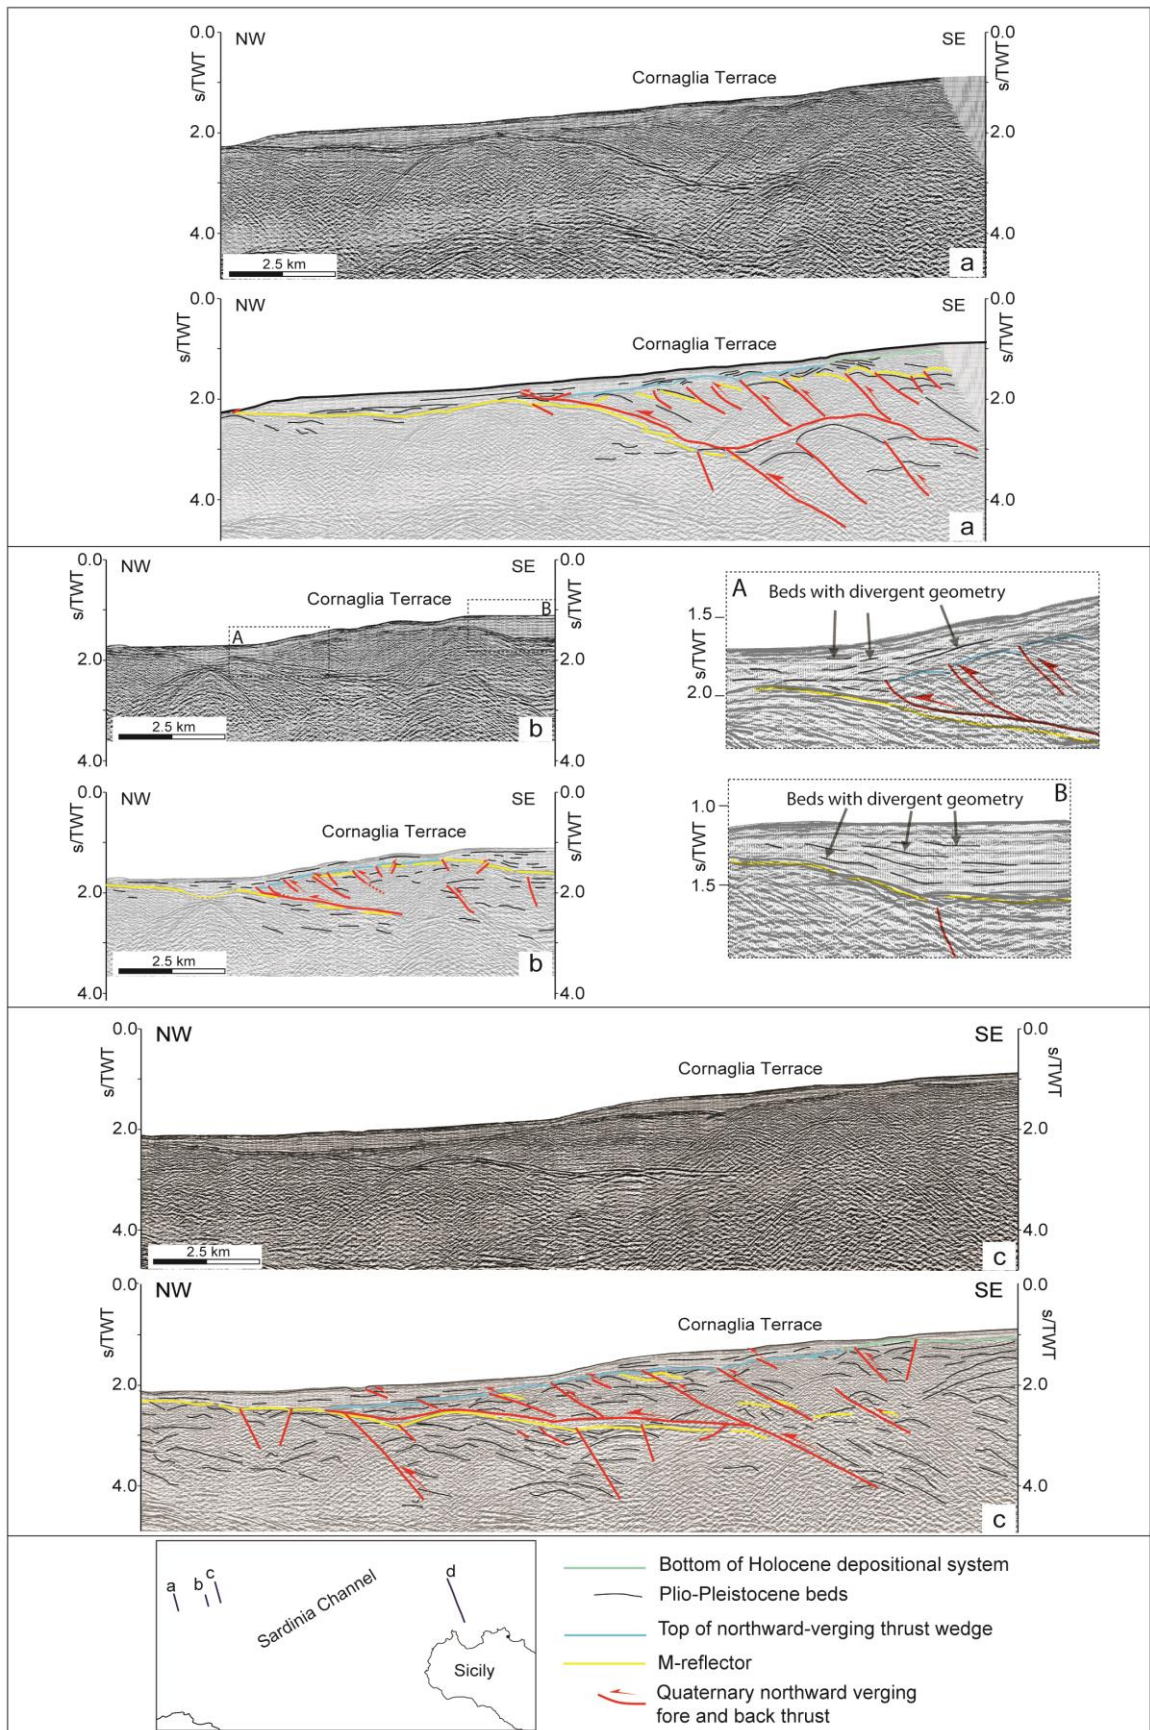 0.0
NW
SE
0.0
s/TWT
s/TWT
Cornaglia Terrace
2.0
2.0
4.0
4.0
2.5 km
a
0.0
NW
SE
0.0
s/TWT
s/TWT
Cornaglia Terrace
2.0
2.0
4.0
4.0
a
0.0
NW
SE
0.0
s/TWT
s/TWT
Cornaglia Terrace
A
B
2.0
2.0
2.5 km
b
4.0
4.0
A
Beds with divergent geometry
1.5
s/TWT
2.0
0.0
NW
SE
0.0
s/TWT
s/TWT
Cornaglia Terrace
2.0
2.0
2.5 km
b
4.0
4.0
1.0
Beds with divergent geometry
B
s/TWT
1.5
0.0
NW
SE
0.0
s/TWT
s/TWT
Cornaglia Terrace
2.0
2.0
4.0
4.0
2.5 km
c
0.0
NW
SE
0.0
s/TWT
s/TWT
Cornaglia Terrace
2.0
2.0
4.0
4.0
c
a
b
c
d
Sardinia Channel
Sicily
Bottom of Holocene depositional system
Plio-Pleistocene beds
Top of northward-verging thrust wedge
M-reflector
Quaternary northward verging
fore and back thrust